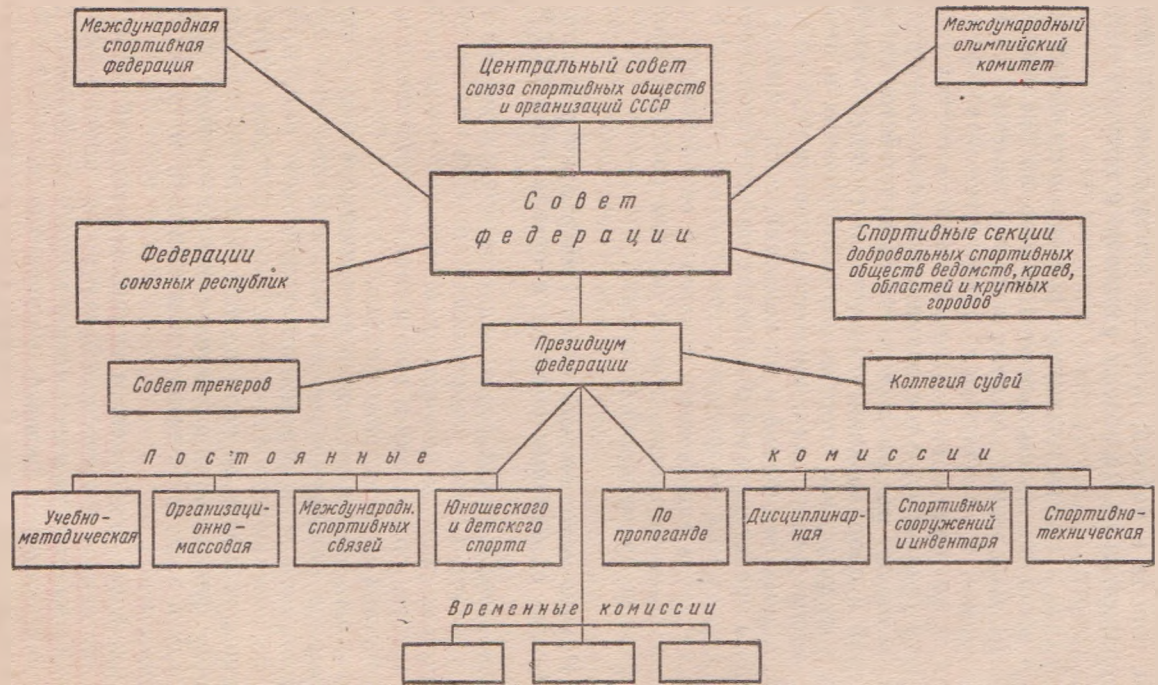 Международная
спортивная
федерация
Центральный совет
союза спортивных обществ
и организаций СССР
Международный
олимпийский
комитет
Совет
федерации
Федерации
союзных республик
Спортивные секции
добровольных спортивных
обществ ведомств, краев,
областей и крупных
городов
Президиум
федерации
Совет тренеров
Коллегия судей
Постоянные комиссии
Учебно-
методическая
Организаци-
онно-
массовая
Международн.
спортивных
связей
Юношеского
и детского
спорта
По
пропоганде
Дисциплинар-
ная
Спортивных
сооружений
и инвентаря
Спортивно-
техническая
Временные комиссии